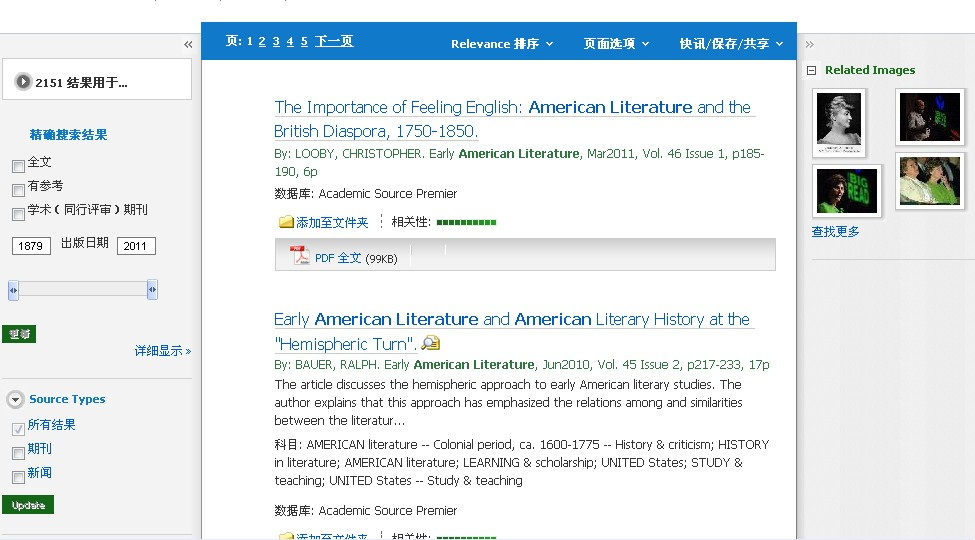 页: 1 2 3 4 5 下一页
Relevance 排序
页面选项
快讯/保存/共享
«
»
2151 结果用于...
精确搜索结果
全文
有参考
学术 ( 同行评审 ) 期刊
1879 出版日期 2011
更新
详细显示 »
Source Types
所有结果
期刊
新闻
Update
The Importance of Feeling English: American Literature and the
British Diaspora, 1750-1850.
By: LOOBY, CHRISTOPHER. Early American Literature, Mar2011, Vol. 46 Issue 1, p185-
190, 6p
数据库: Academic Source Premier
添加至文件夹 相关性:
PDF 全文 (99KB)
Early American Literature and American Literary History at the
"Hemispheric Turn".
By: BAUER, RALPH. Early American Literature, Jun2010, Vol. 45 Issue 2, p217-233, 17p
The article discusses the hemispheric approach to early American literary studies. The
author explains that this approach has emphasized the relations among and similarities
between the literatur...
科目: AMERICAN literature -- Colonial period, ca. 1600-1775 -- History & criticism; HISTORY
in literature; AMERICAN literature; LEARNING & scholarship; UNITED States; STUDY &
teaching; UNITED States -- Study & teaching
数据库: Academic Source Premier
添加至文件夹 相关性:
Related Images
BIG
READ
查找更多